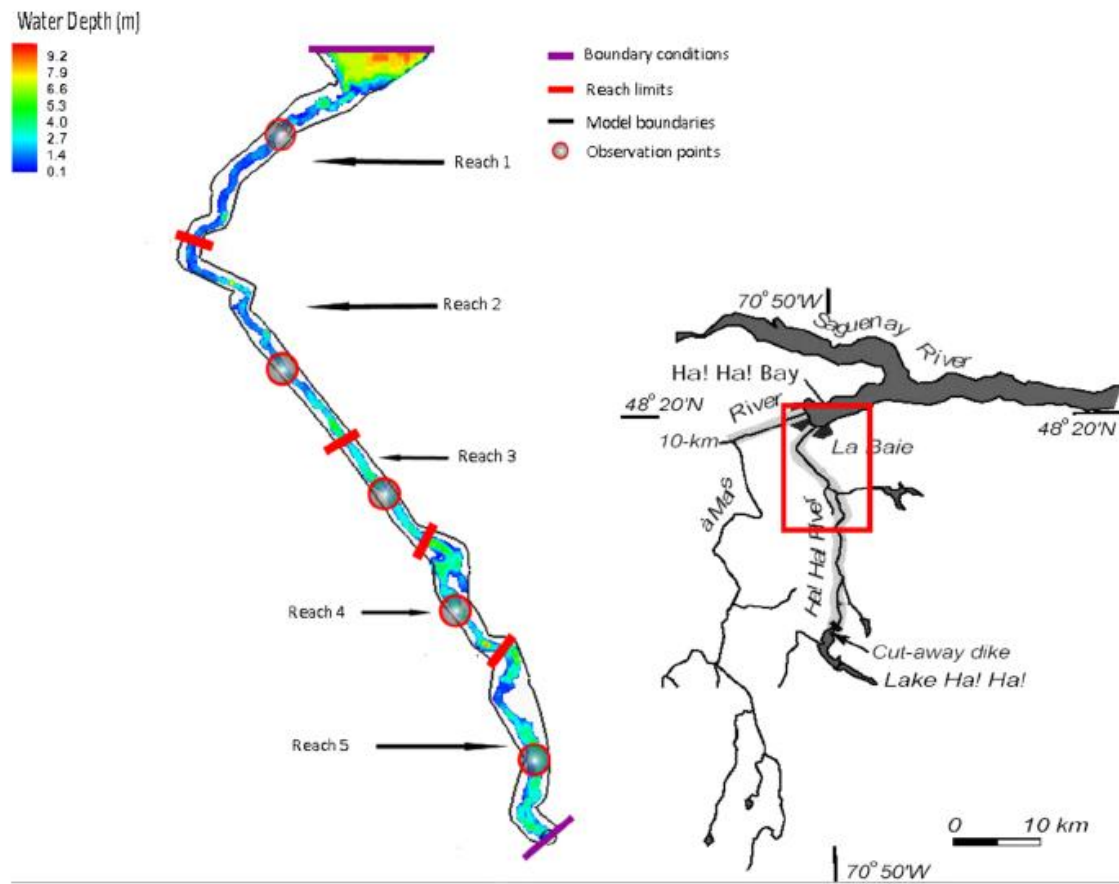 Water Depth (m)
9.2
7.9
6.6
5.3
4.0
2.7
1.4
0.1
Boundary conditions
Reach limits
Model boundaries
Observation points
Reach 1
Reach 2
Reach 3
Reach 4
Reach 5
70° 50'W
Saguenay
River
Ha! Ha! Bay
48° 20'N
River
48° 20'N
10-km
La Baie
à Mars
Ha! Ha! River
Cut-away dike
Lake Ha! Ha!
0 10 km
70° 50'W